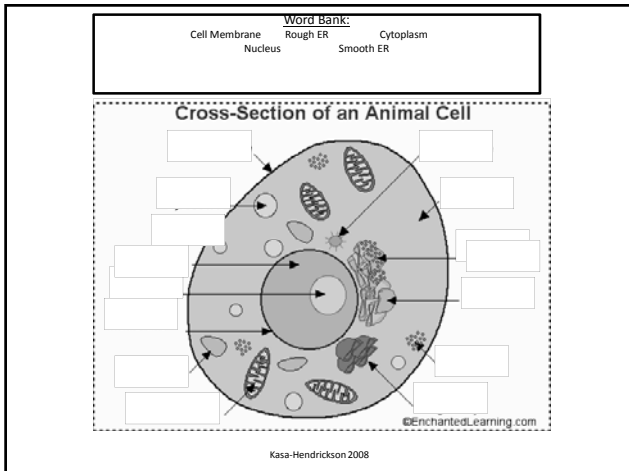 Word Bank:
Cell Membrane Rough ER Cytoplasm
Nucleus Smooth ER
Cross-Section of an Animal Cell
©EnchantedLearning.com
Kasa-Hendrickson 2008